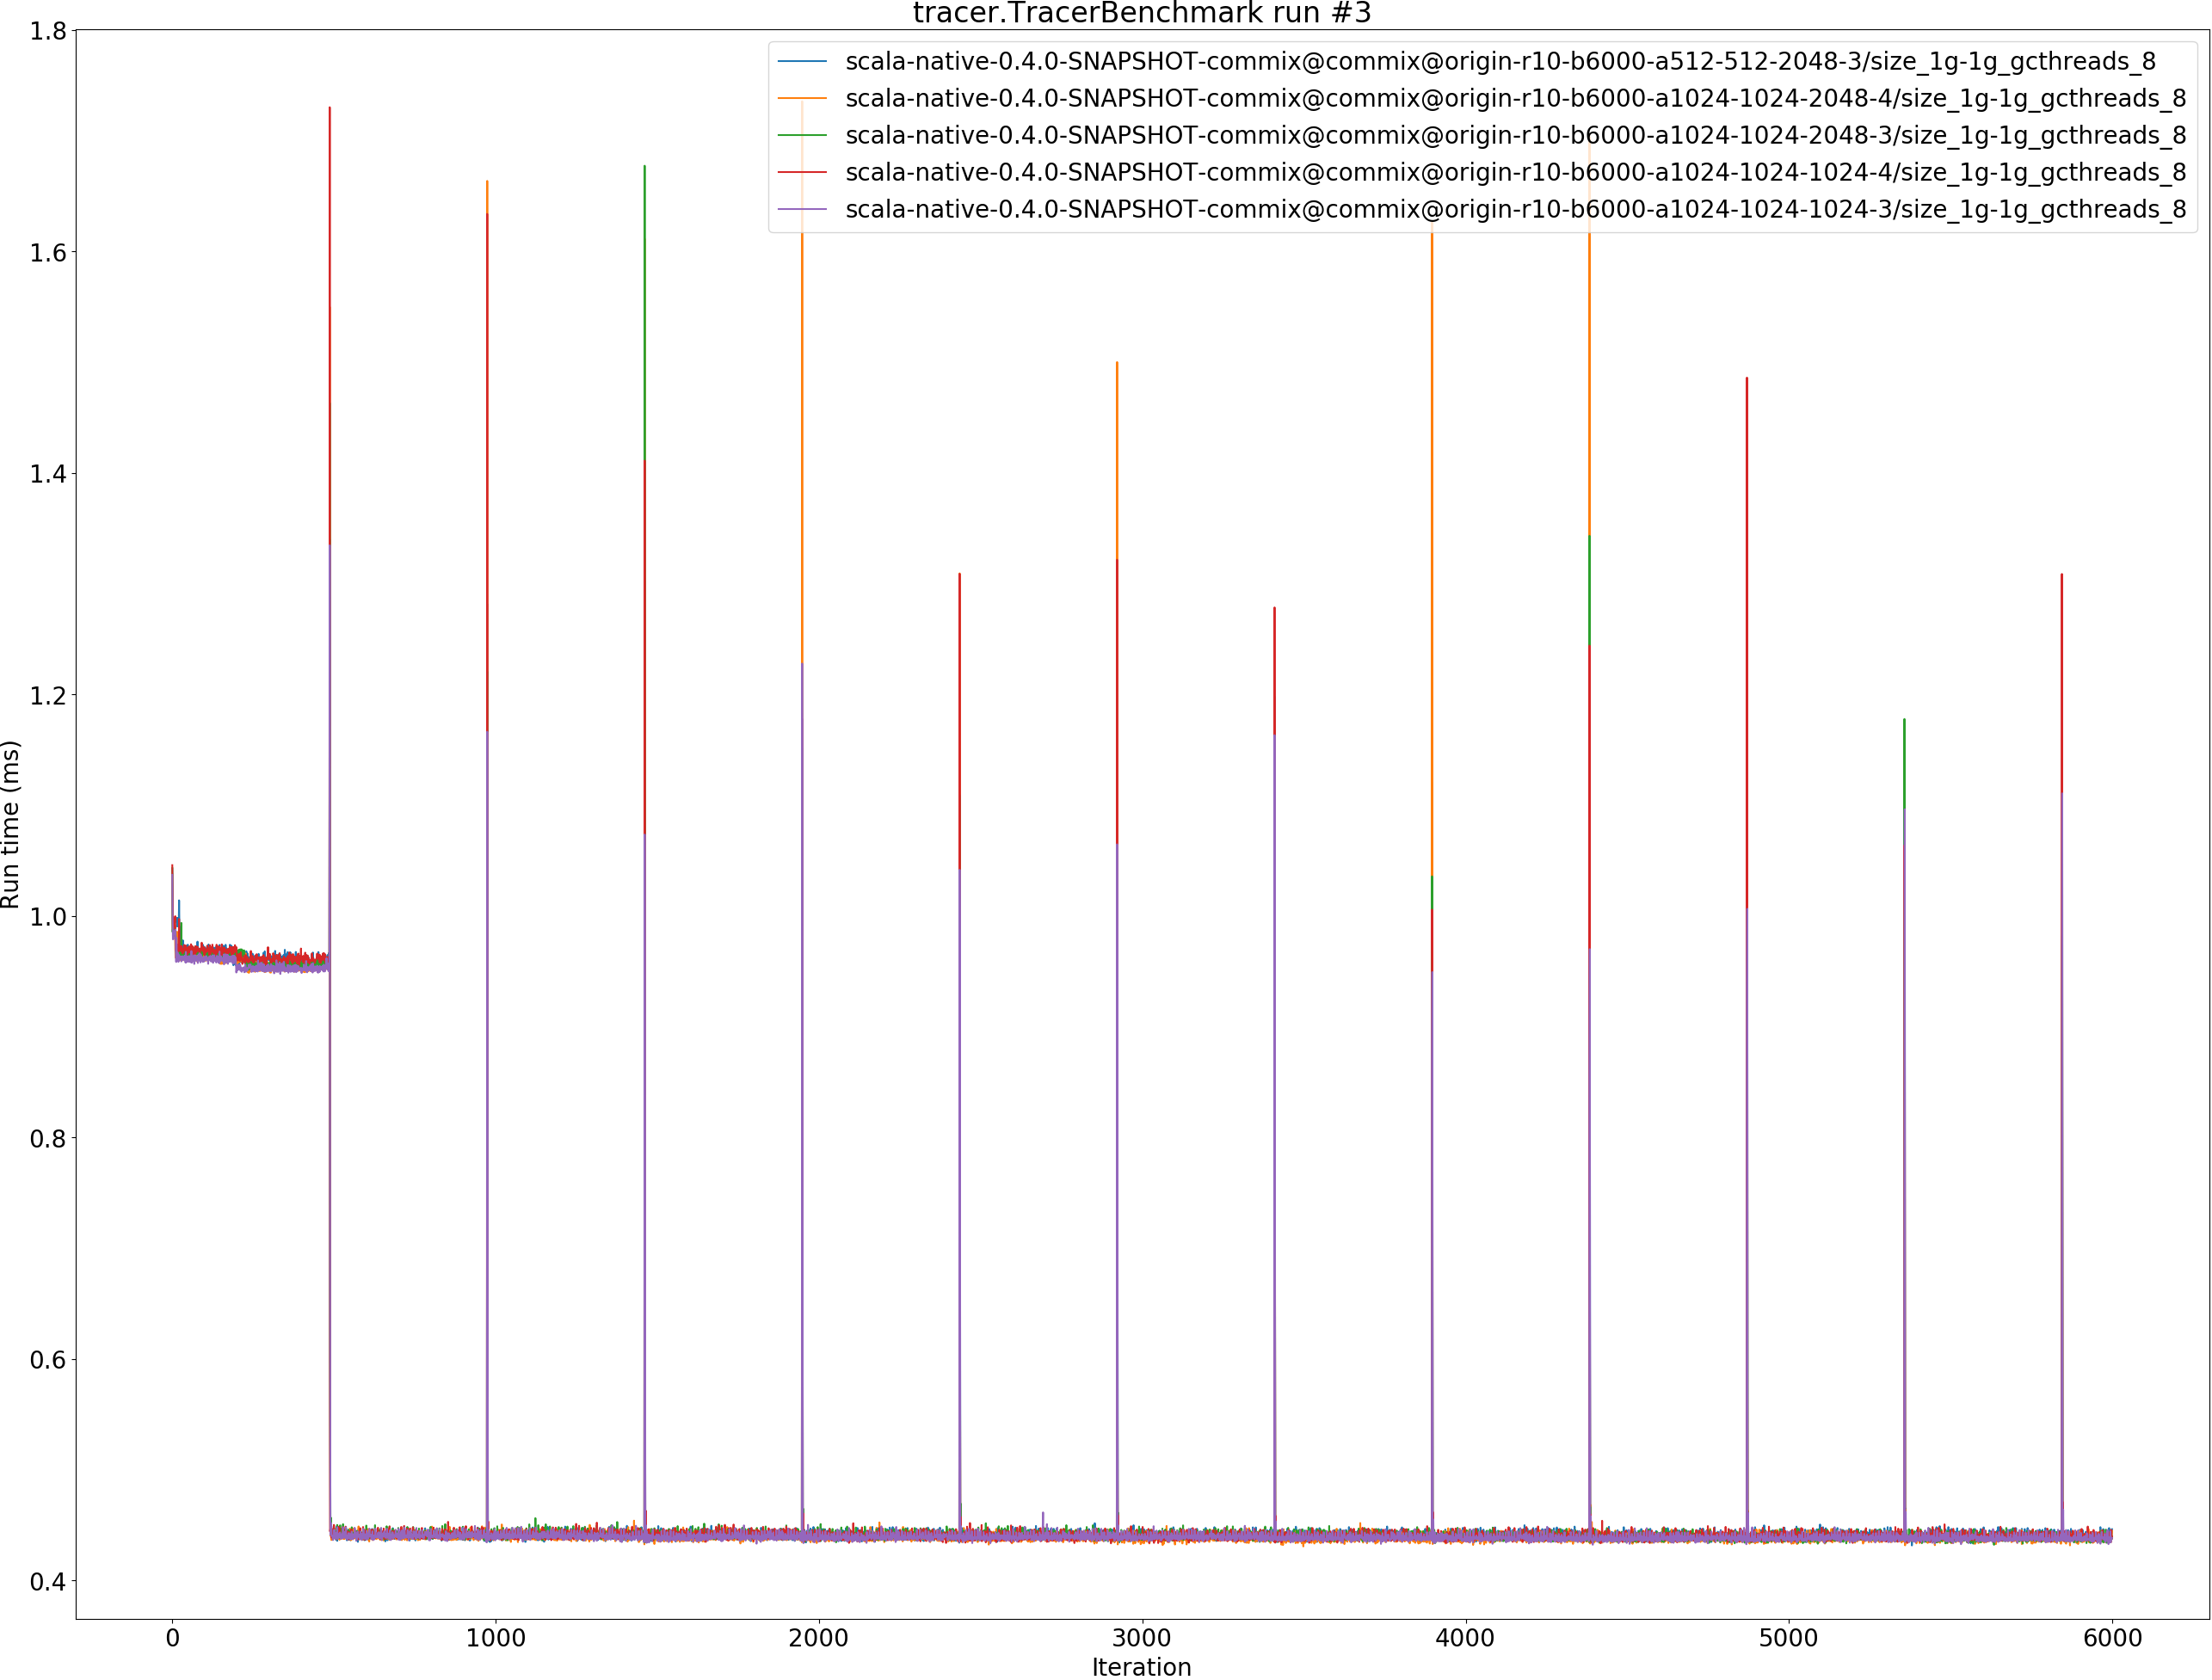 tracer.TracerBenchmark run #3
scala-native-0.4.0-SNAPSHOT-commix@commix@origin-r10-b6000-a512-512-2048-3/size_1g-1g_gcthreads_8
scala-native-0.4.0-SNAPSHOT-commix@commix@origin-r10-b6000-a1024-1024-2048-4/size_1g-1g_gcthreads_8
scala-native-0.4.0-SNAPSHOT-commix@commix@origin-r10-b6000-a1024-1024-2048-3/size_1g-1g_gcthreads_8
scala-native-0.4.0-SNAPSHOT-commix@commix@origin-r10-b6000-a1024-1024-1024-4/size_1g-1g_gcthreads_8
scala-native-0.4.0-SNAPSHOT-commix@commix@origin-r10-b6000-a1024-1024-1024-3/size_1g-1g_gcthreads_8
Run time (ms)
1.8
1.6
1.4
1.2
1.0
0.8
0.6
0.4
0 1000 2000 3000 4000 5000 6000
Iteration